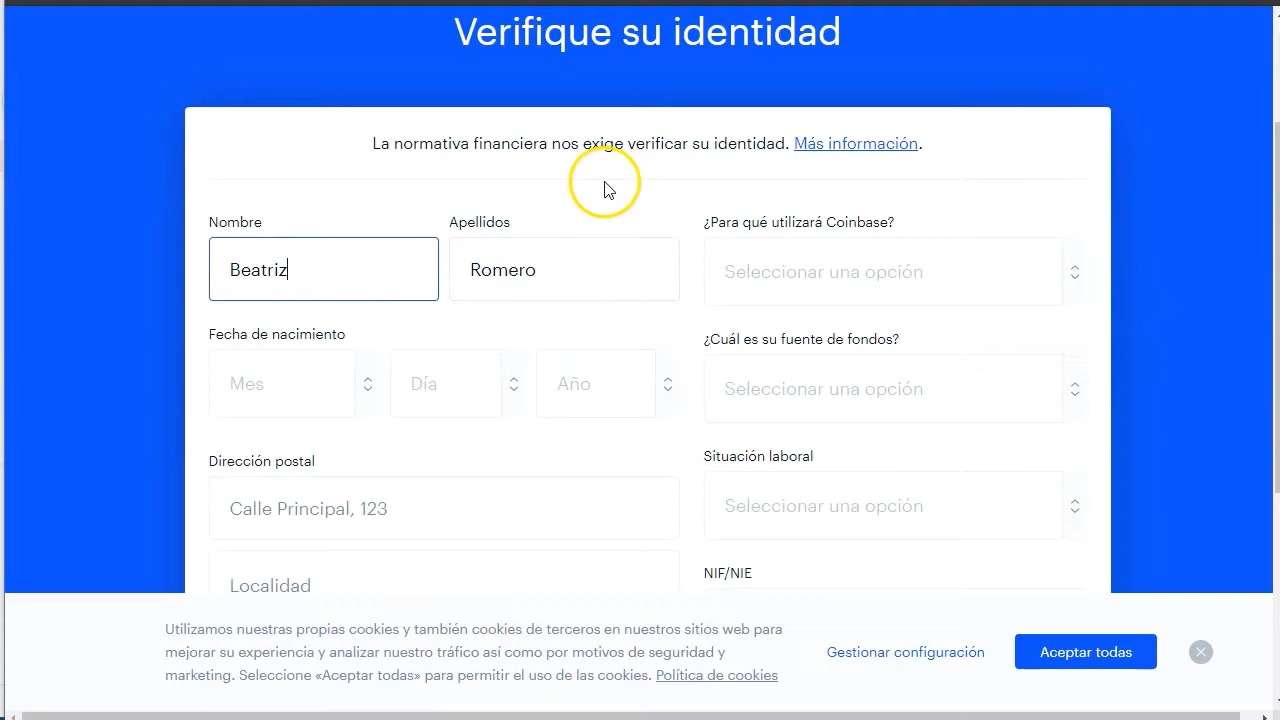 Verifique su identidad
La normativa financiera nos exige verificar su identidad. Más información.
Nombre
Apellidos
Beatriz
Romero
Fecha de nacimiento
Mes
Día
Año
Dirección postal
Calle Principal, 123
Localidad
¿Para qué utilizará Coinbase?
Seleccionar una opción
¿Cuál es su fuente de fondos?
Seleccionar una opción
Situación laboral
Seleccionar una opción
NIF/NIE
Utilizamos nuestras propias cookies y también cookies de terceros en nuestros sitios web para
mejorar su experiencia y analizar nuestro tráfico así como por motivos de seguridad y
marketing. Seleccione «Aceptar todas» para permitir el uso de las cookies. Política de cookies
Gestionar configuración
Aceptar todas